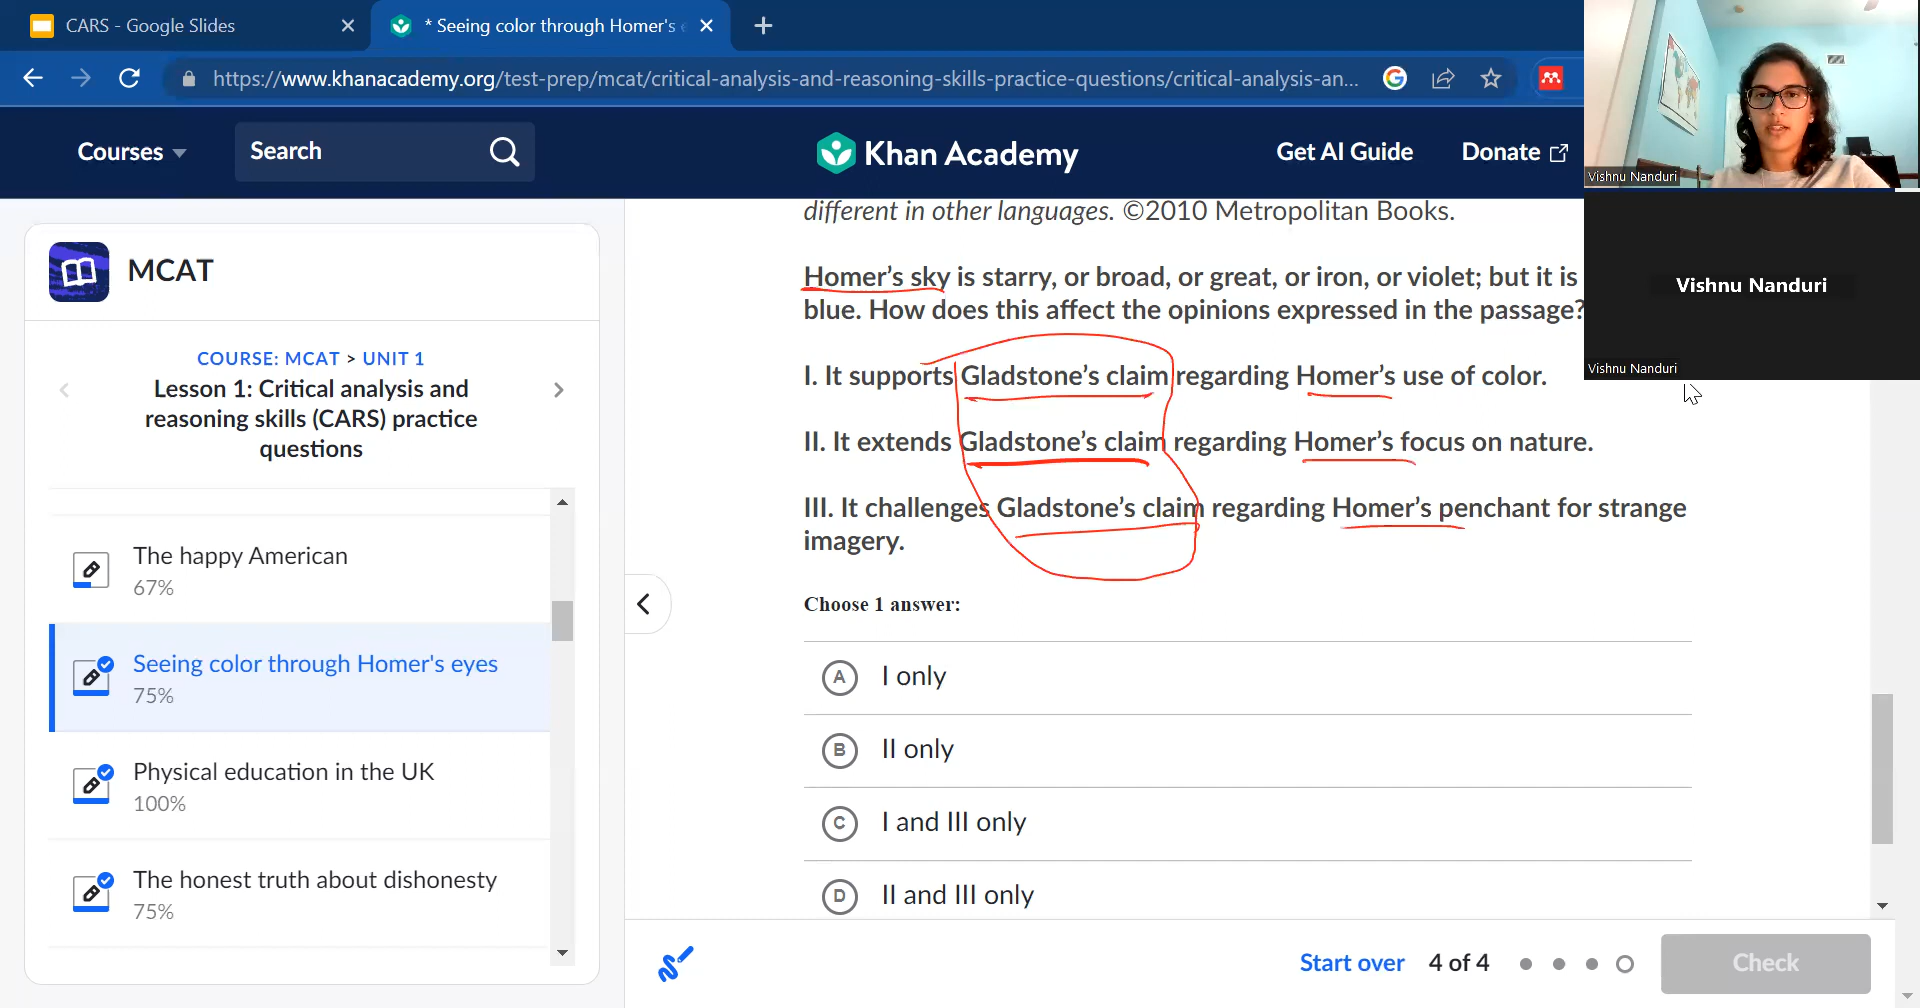 CARS - Google Slides
* Seeing color through Homer's e
https://www.khanacademy.org/test-prep/mcat/critical-analysis-and-reasoning-skills-practice-questions/critical-analysis-an...
Courses
Search
Khan Academy
Get AI Guide
Donate
Vishnu Nanduri
Vishnu Nanduri
Vishnu Nanduri
MCAT
COURSE: MCAT > UNIT 1
Lesson 1: Critical analysis and
reasoning skills (CARS) practice
questions
The happy American
67%
Seeing color through Homer's eyes
75%
Physical education in the UK
100%
The honest truth about dishonesty
75%
different in other languages. ©2010 Metropolitan Books.
Homer’s sky is starry, or broad, or great, or iron, or violet; but it is
blue. How does this affect the opinions expressed in the passage?
I. It supports Gladstone’s claim regarding Homer’s use of color.
II. It extends Gladstone’s claim regarding Homer’s focus on nature.
III. It challenges Gladstone’s claim regarding Homer’s penchant for strange
imagery.
Choose 1 answer:
A I only
B II only
C I and III only
D II and III only
Start over
4 of 4
Check